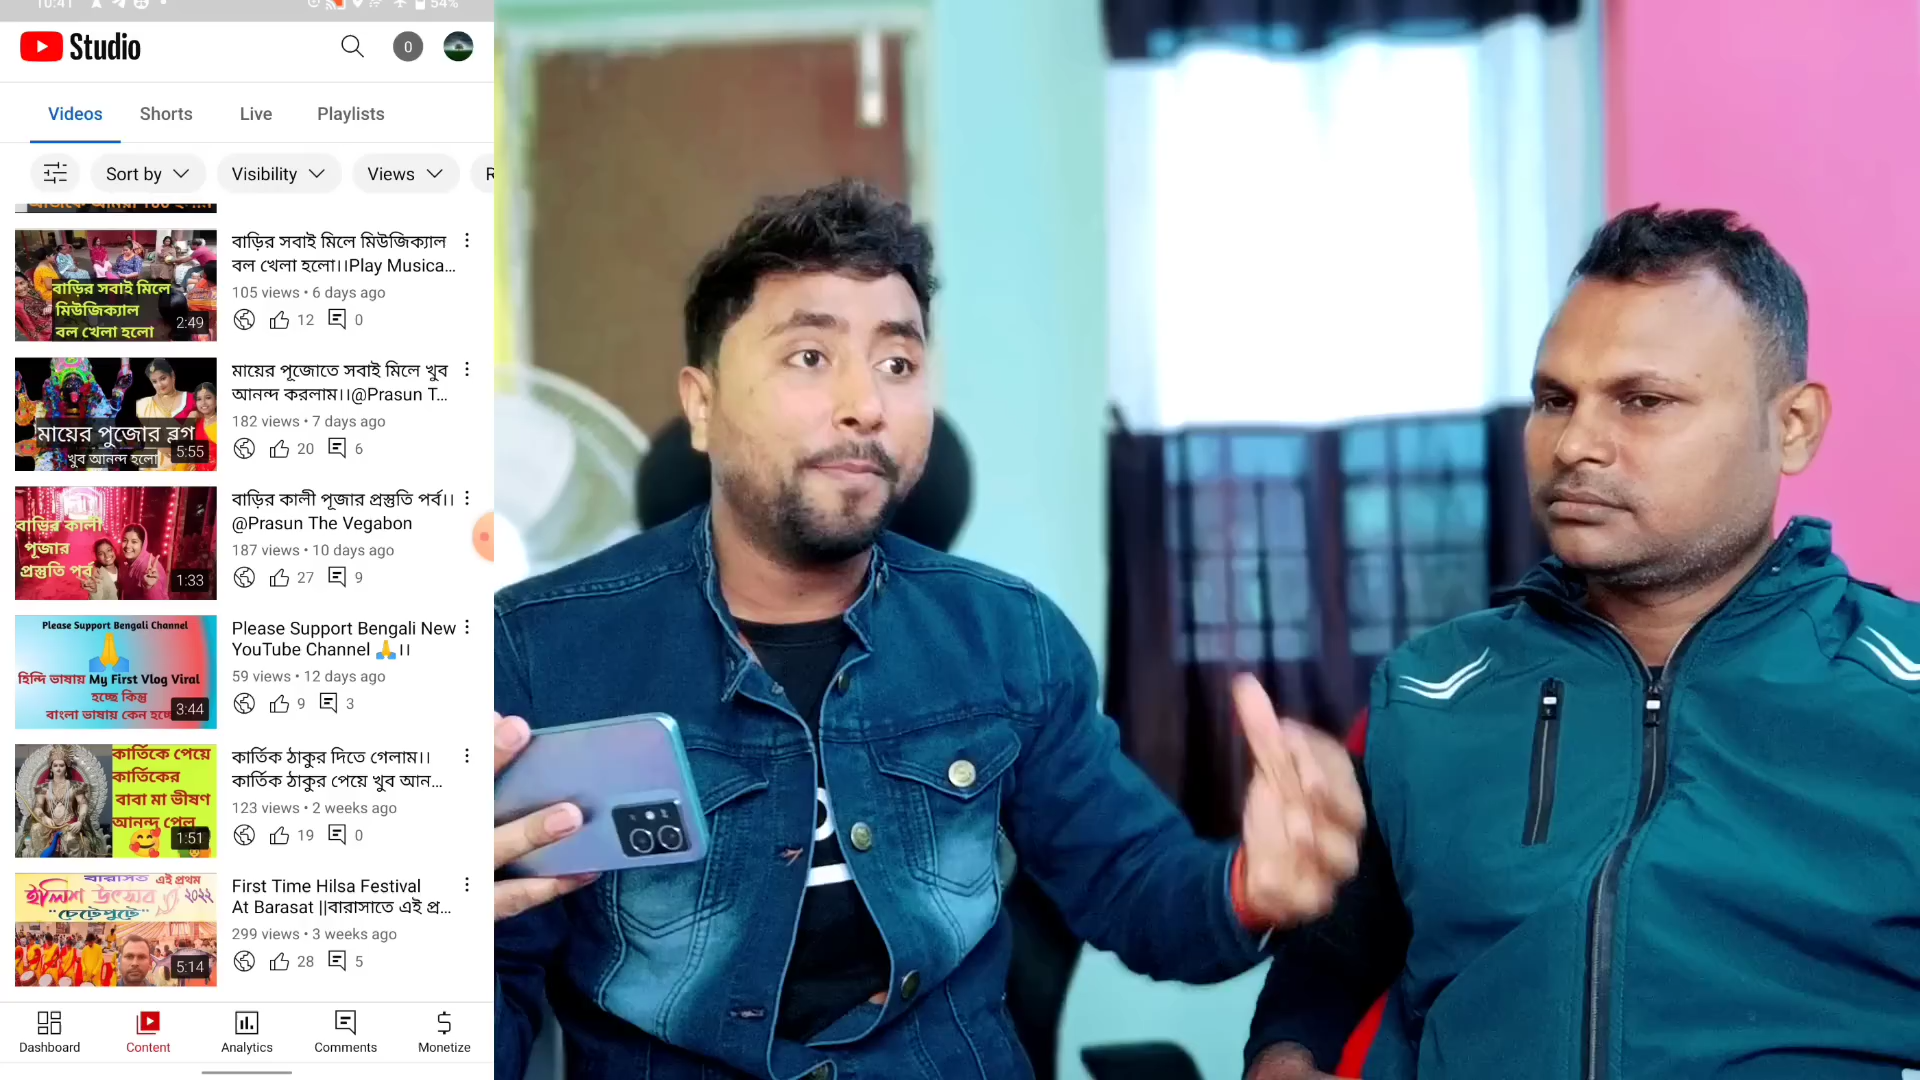 10:41
54%
Studio
0
Videos
Shorts
Live
Playlists
Sort by
Visibility
Views
R
বাড়ির সবাই মিলে
মিউজিক্যাল
বল খেলা হলো
2:49
বাড়ির সবাই মিলে মিউজিক্যাল
বল খেলা হলো।।Play Musica...
105 views • 6 days ago
12
0
মায়ের পুজোর ব্লগ
খুব আনন্দ হলো
5:55
মায়ের পূজোতে সবাই মিলে খুব
আনন্দ করলাম।।@Prasun T...
182 views • 7 days ago
20
6
বাড়ির কালী
পূজার
প্রস্তুতি পর্ব
1:33
বাড়ির কালী পূজার প্রস্তুতি পর্ব।।
@Prasun The Vegabon
187 views • 10 days ago
27
9
Please Support Bengali Channel
হিন্দি ভাষায় My First Vlog Viral
হচ্ছে কিন্তু
বাংলা ভাষায় কেন হচ্ছে
3:44
Please Support Bengali New
YouTube Channel 🙏।।
59 views • 12 days ago
9
3
কার্তিকে পেয়ে
কার্তিকের
বাবা মা ভীষণ
আনন্দ পেল
1:51
কার্তিক ঠাকুর দিতে গেলাম।।
কার্তিক ঠাকুর পেয়ে খুব আন...
123 views • 2 weeks ago
19
0
বারাসাত এই প্রথম
ইলিশ উৎসব ২০২২
"চেটেপুটে"
5:14
First Time Hilsa Festival
At Barasat ||বারাসাতে এই প্র...
299 views • 3 weeks ago
28
5
Dashboard
Content
Analytics
Comments
Monetize